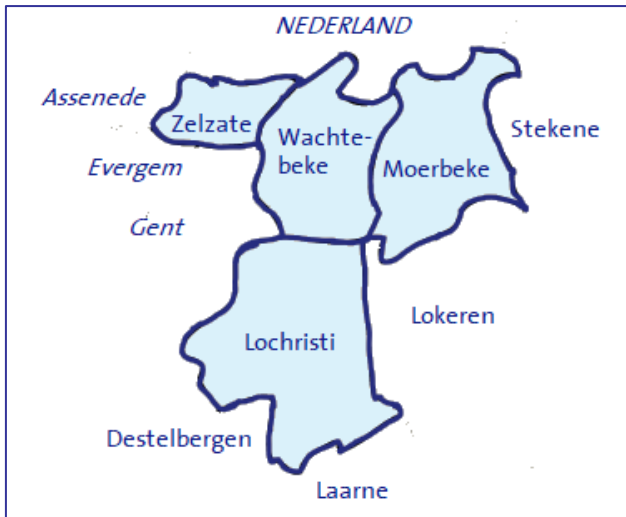 NEDERLAND
Assenede
Zelzate
Stekene
Wachte-
beke
Evergem
Moerbeke
Gent
Lokeren
Lochristi
Destelbergen
Laarne